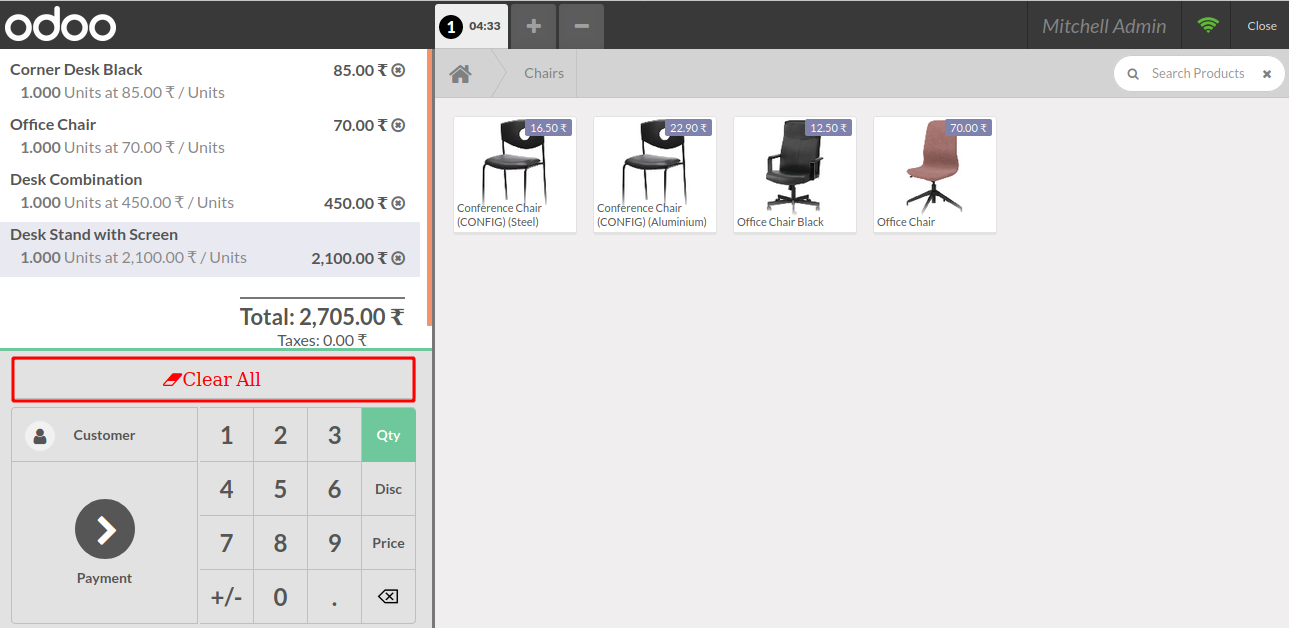 odoo
1 04:33 + −
Mitchell Admin
Close
Corner Desk Black 85.00 ₹
1.000 Units at 85.00 ₹ / Units
Office Chair 70.00 ₹
1.000 Units at 70.00 ₹ / Units
Desk Combination
1.000 Units at 450.00 ₹ / Units 450.00 ₹
Desk Stand with Screen
1.000 Units at 2,100.00 ₹ / Units 2,100.00 ₹
Total: 2,705.00 ₹
Taxes: 0.00 ₹
Clear All
Customer
Payment
1 2 3 Qty
4 5 6 Disc
7 8 9 Price
+/- 0 .
Chairs
Search Products
16.50 ₹
Conference Chair
(CONFIG) (Steel)
22.90 ₹
Conference Chair
(CONFIG) (Aluminium)
12.50 ₹
Office Chair Black
70.00 ₹
Office Chair